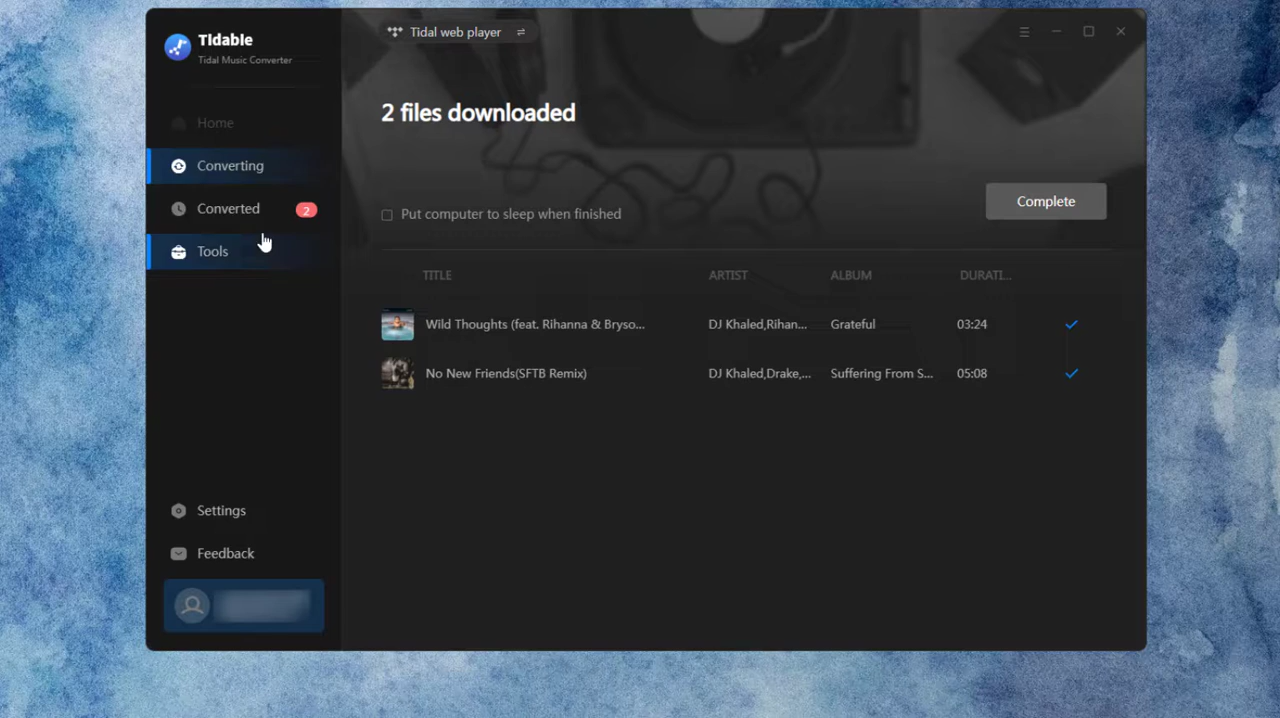 Tidable
Tidal Music Converter
Home
Converting
Converted 2
Tools
Settings
Feedback
Tidal web player
2 files downloaded
Put computer to sleep when finished
Complete
TITLE ARTIST ALBUM DURATI...
Wild Thoughts (feat. Rihanna & Bryso... DJ Khaled,Rihan... Grateful 03:24
No New Friends(SFTB Remix) DJ Khaled,Drake,... Suffering From S... 05:08